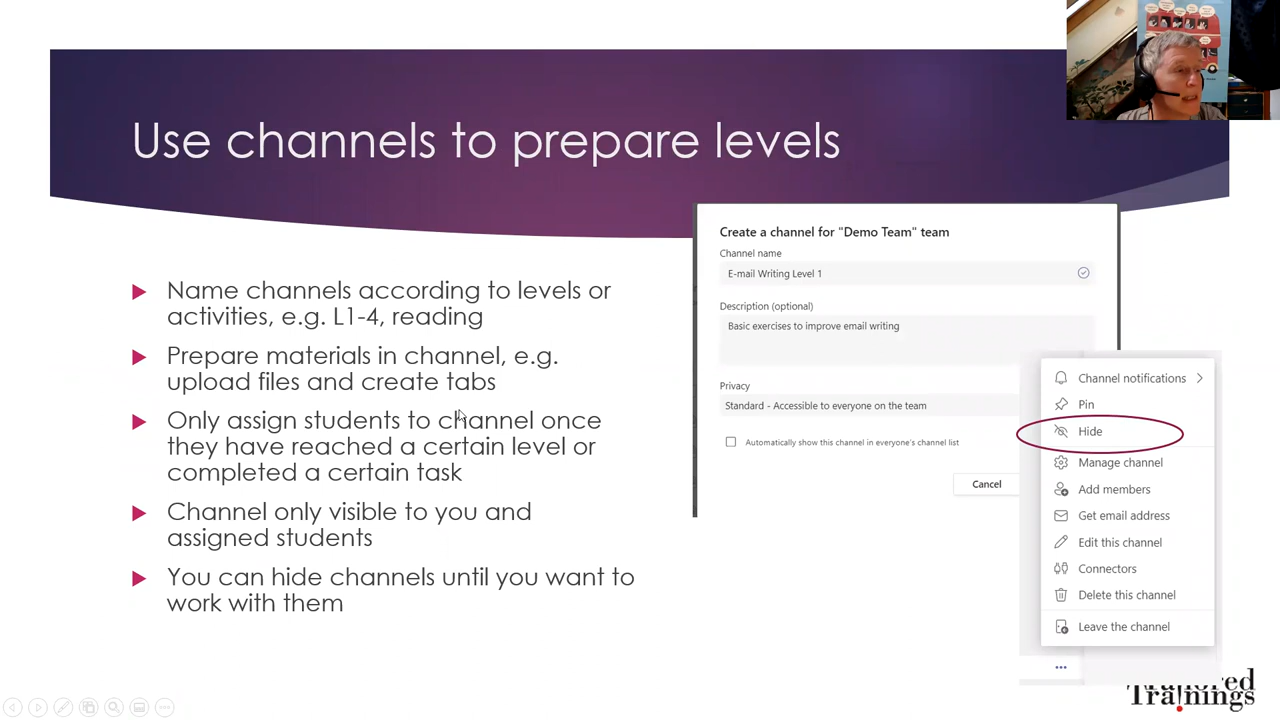 Use channels to prepare levels
Name channels according to levels or
activities, e.g. L1-4, reading
Prepare materials in channel, e.g.
upload files and create tabs
Only assign students to channel once
they have reached a certain level or
completed a certain task
Channel only visible to you and
assigned students
You can hide channels until you want to
work with them
Create a channel for "Demo Team" team
Channel name
E-mail Writing Level 1
Description (optional)
Basic exercises to improve email writing
Privacy
Standard - Accessible to everyone on the team
Automatically show this channel in everyone's channel list
Cancel
Channel notifications
Pin
Hide
Manage channel
Add members
Get email address
Edit this channel
Connectors
Delete this channel
Leave the channel
Trainings